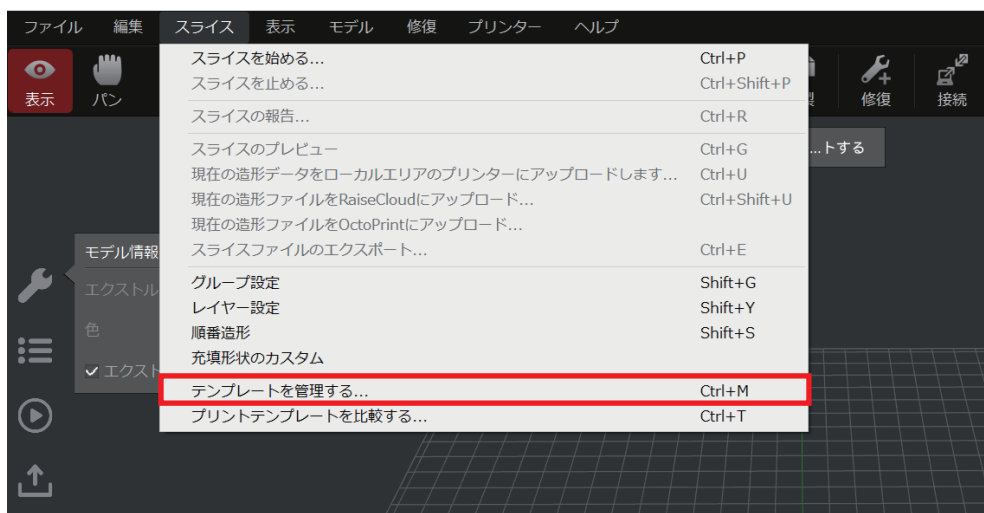 ファイル 編集 スライス 表示 モデル 修復 プリンター ヘルプ
表示 パン 修復 接続
スライスを始める... Ctrl+P
スライスを止める... Ctrl+Shift+P
スライスの報告... Ctrl+R
スライスのプレビュー Ctrl+G
...トする
現在の造形データをローカルエリアのプリンターにアップロードします... Ctrl+U
現在の造形ファイルをRaiseCloudにアップロード... Ctrl+Shift+U
現在の造形ファイルをOctoPrintにアップロード...
スライスファイルのエクスポート... Ctrl+E
モデル情報
グループ設定 Shift+G
エクストル
レイヤー設定 Shift+Y
色
順番造形 Shift+S
充填形状のカスタム
エクスト
テンプレートを管理する... Ctrl+M
プリントテンプレートを比較する... Ctrl+T